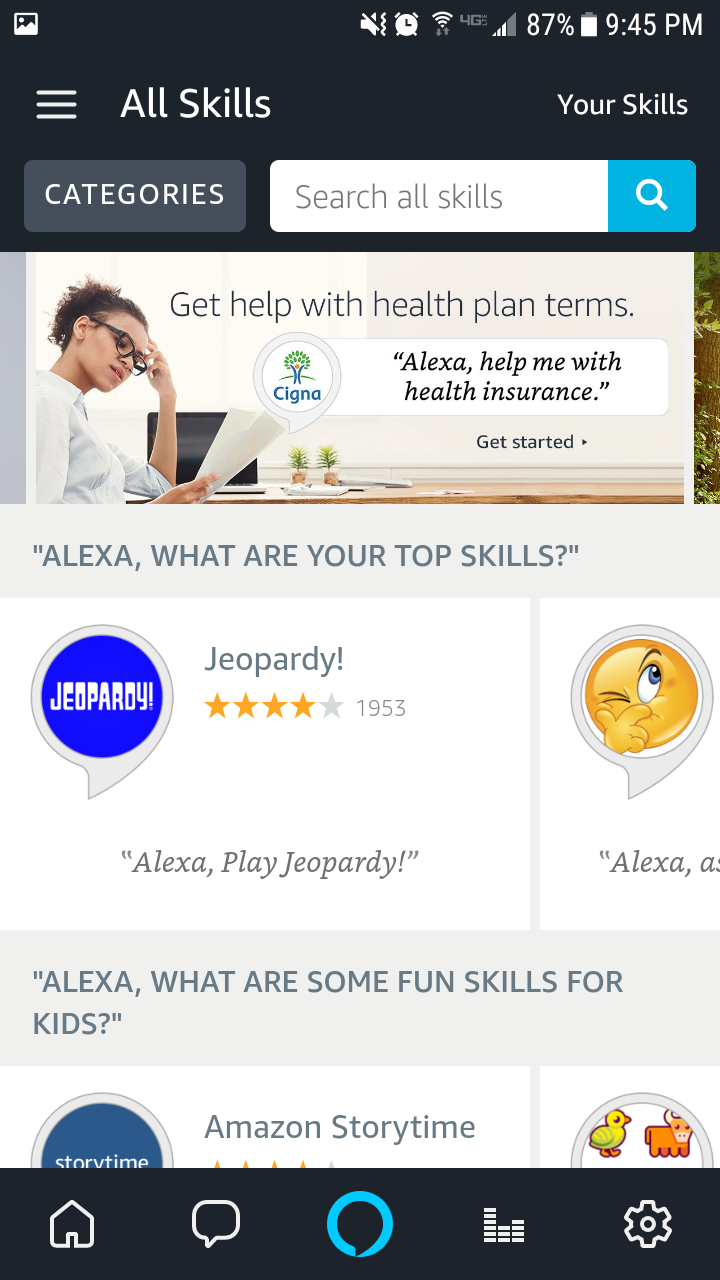 4G 87% 9:45 PM
All Skills
Your Skills
CATEGORIES
Search all skills
Get help with health plan terms.
Cigna
“Alexa, help me with
health insurance.”
Get started
"ALEXA, WHAT ARE YOUR TOP SKILLS?"
JEOPARDY!
Jeopardy!
1953
“Alexa, Play Jeopardy!”
“Alexa, as
"ALEXA, WHAT ARE SOME FUN SKILLS FOR
KIDS?"
storytime
Amazon Storytime